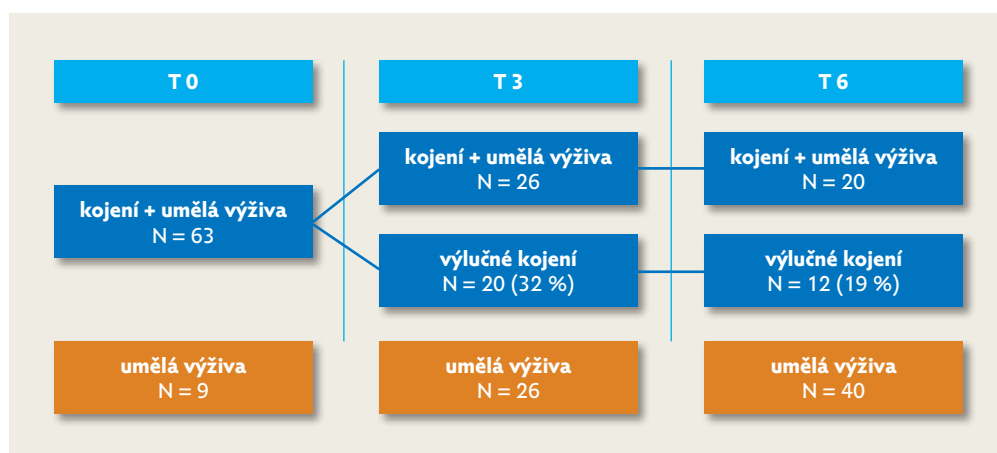 T 0
T 3
T 6
kojení + umělá výživa
N = 63
kojení + umělá výživa
N = 26
kojení + umělá výživa
N = 20
výlučné kojení
N = 20 (32 %)
výlučné kojení
N = 12 (19 %)
umělá výživa
N = 9
umělá výživa
N = 26
umělá výživa
N = 40